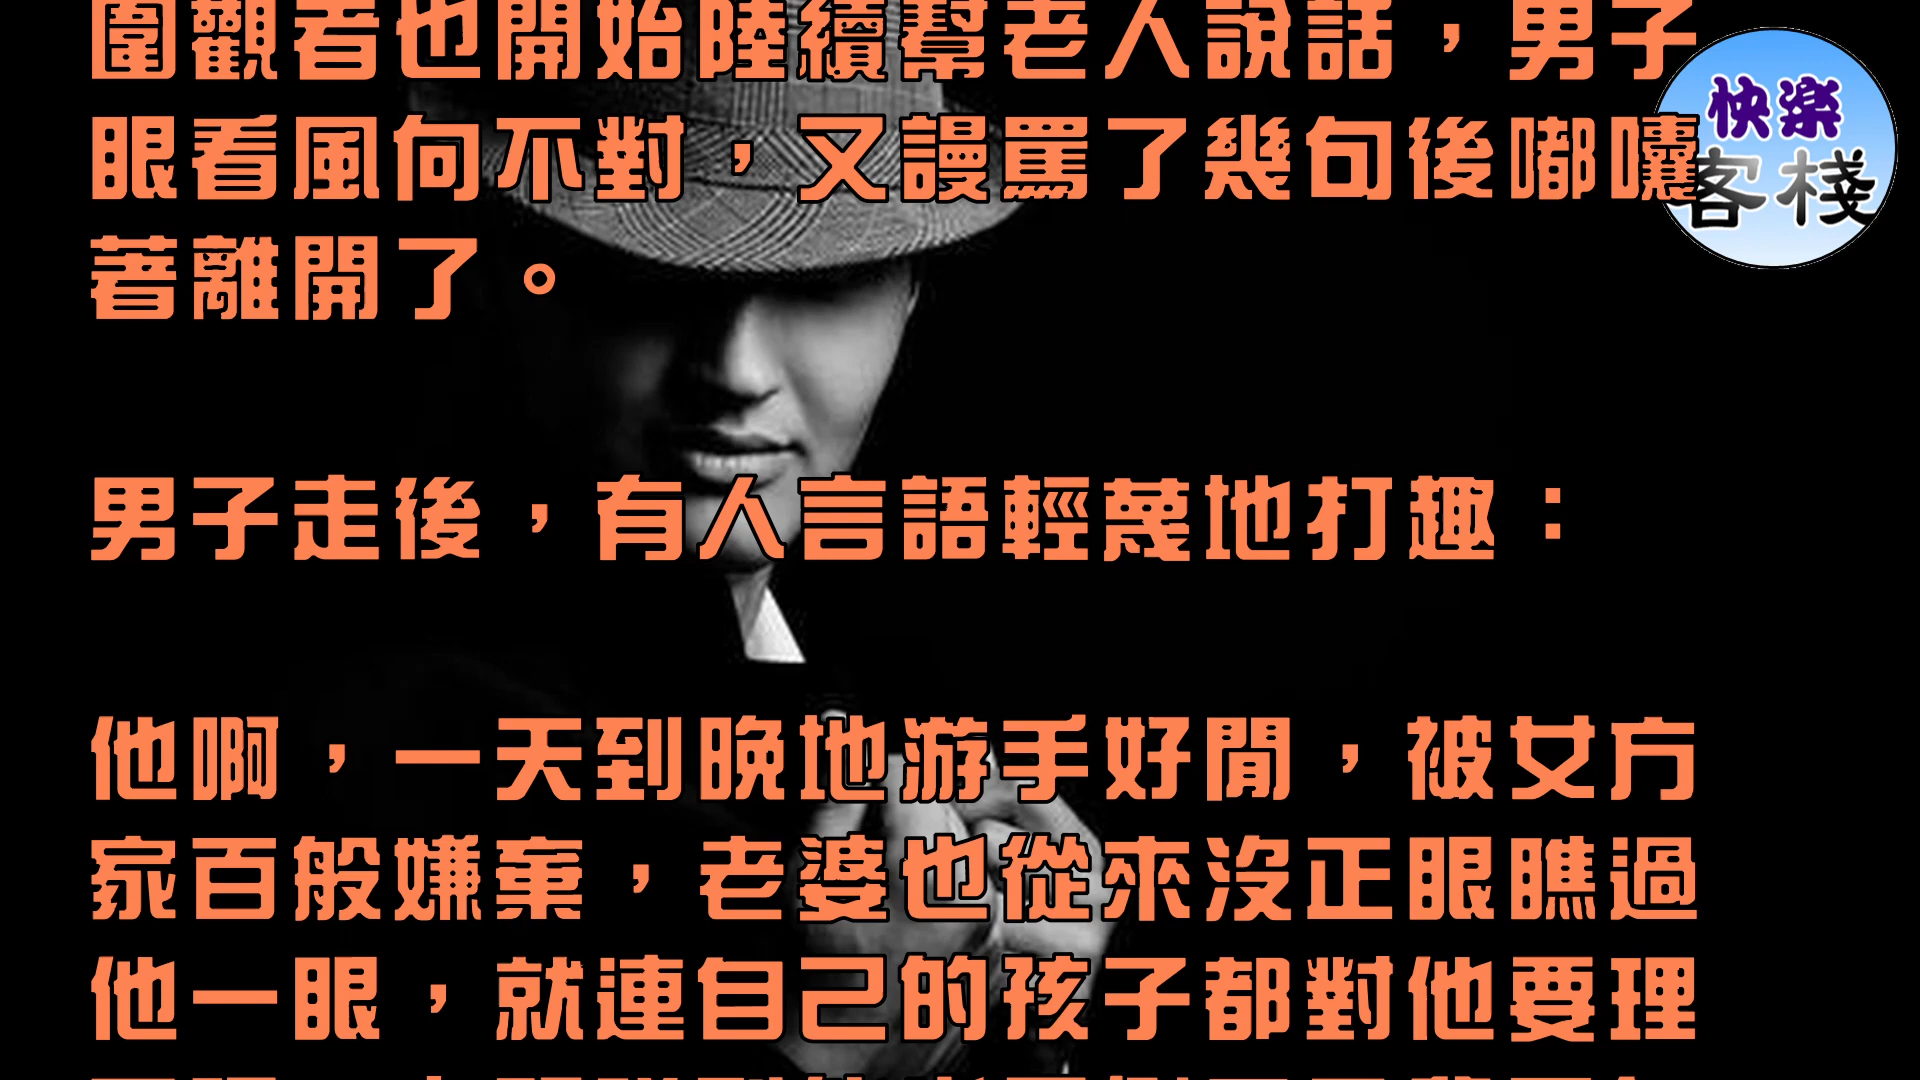 圍觀者也開始陸續幫老人說話，男子
眼看風向不對，又謾罵了幾句後嘟囔
著離開了。
男子走後，有人言語輕蔑地打趣：
他啊，一天到晚地游手好閒，被女方
家百般嫌棄，老婆也從來沒正眼瞧過
他一眼，就連自己的孩子都對他要理
快樂
客棧